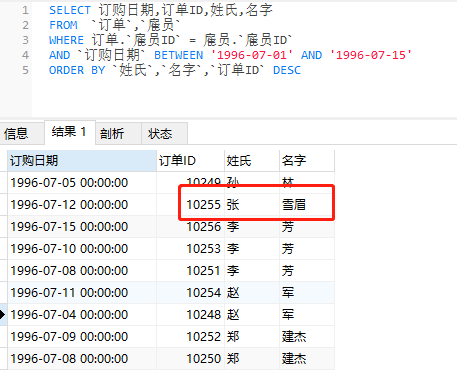 1 SELECT 订购日期,订单ID,姓氏,名字
2 FROM `订单`,`雇员`
3 WHERE 订单.`雇员ID` = 雇员.`雇员ID`
4 AND `订购日期` BETWEEN '1996-07-01' AND '1996-07-15'
5 ORDER BY `姓氏`,`名字`,`订单ID` DESC
信息 结果 1 剖析 状态
订购日期 订单ID 姓氏 名字
1996-07-05 00:00:00 10249 孙 林
1996-07-12 00:00:00 10255 张 雪眉
1996-07-15 00:00:00 10256 李 芳
1996-07-10 00:00:00 10253 李 芳
1996-07-08 00:00:00 10251 李 芳
1996-07-11 00:00:00 10254 赵 军
1996-07-04 00:00:00 10248 赵 军
1996-07-09 00:00:00 10252 郑 建杰
1996-07-08 00:00:00 10250 郑 建杰